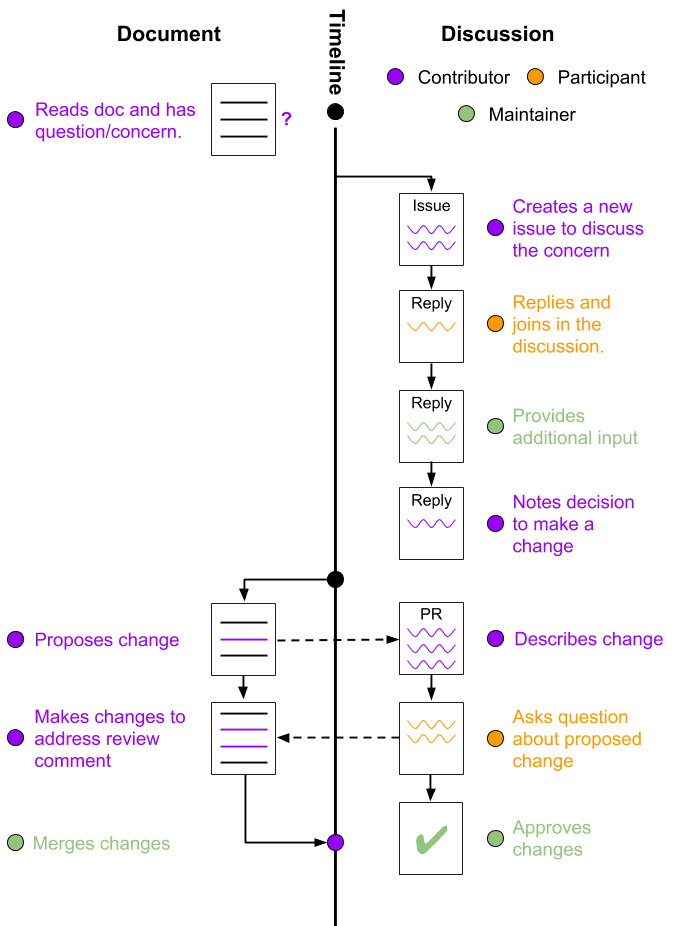 Document
Timeline
Discussion
Contributor
Participant
Maintainer
Reads doc and has
question/concern.
?
Issue
Creates a new
issue to discuss
the concern
Reply
Replies and
joins in the
discussion.
Reply
Provides
additional input
Reply
Notes decision
to make a
change
Proposes change
PR
Describes change
Makes changes to
address review
comment
Asks question
about proposed
change
Merges changes
Approves
changes